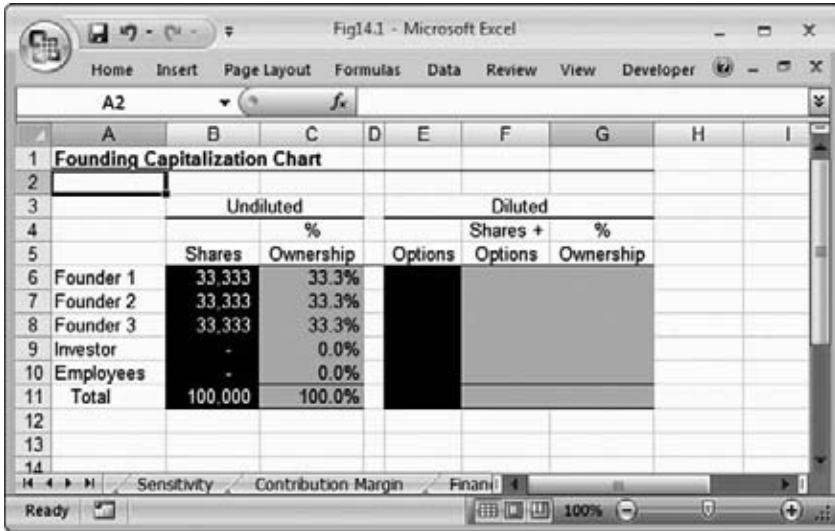 Fig14.1 - Microsoft Excel
Home Insert Page Layout Formulas Data Review View Developer
A2 fx
A B C D E F G H I
1 Founding Capitalization Chart
2
3 Undiluted Diluted
4 % Shares + %
5 Shares Ownership Options Options Ownership
6 Founder 1 33,333 33.3%
7 Founder 2 33,333 33.3%
8 Founder 3 33,333 33.3%
9 Investor - 0.0%
10 Employees - 0.0%
11 Total 100,000 100.0%
12
13
14
Sensitivity Contribution Margin Financ
Ready 100%